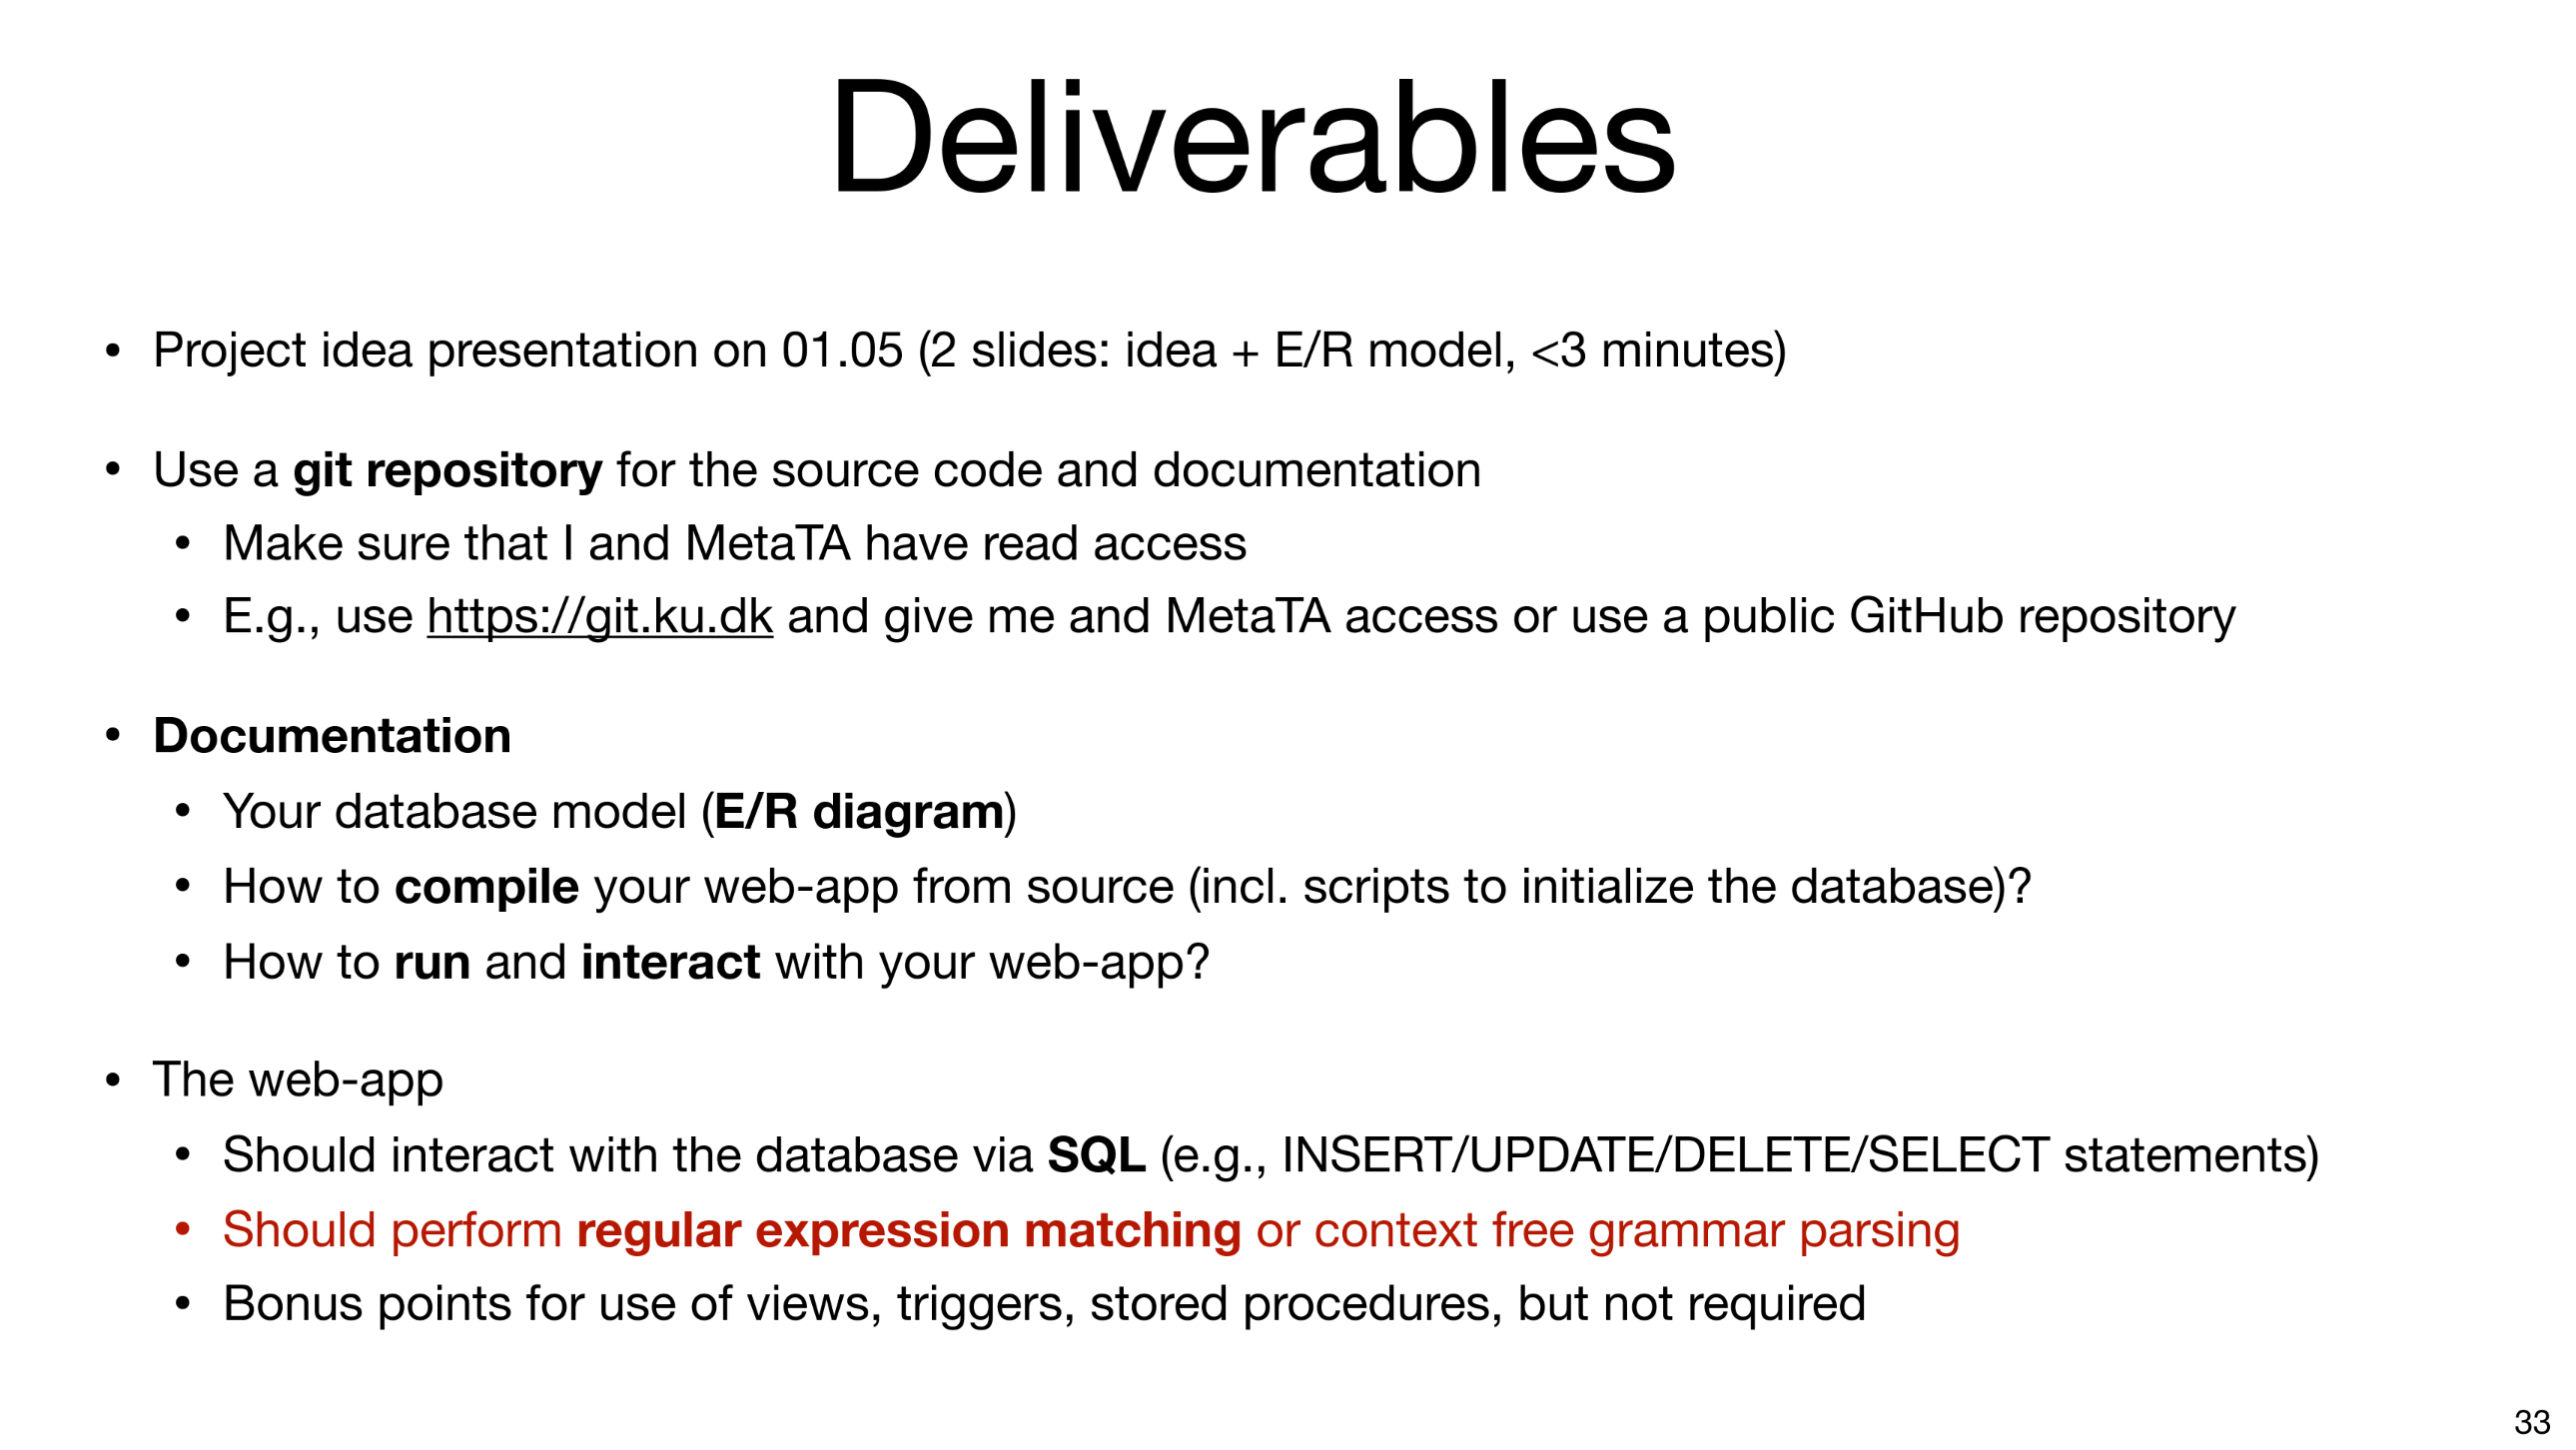 Deliverables
• Project idea presentation on 01.05 (2 slides: idea + E/R model, <3 minutes)
• Use a git repository for the source code and documentation
• Make sure that I and MetaTA have read access
• E.g., use https://git.ku.dk and give me and MetaTA access or use a public GitHub repository
• Documentation
• Your database model (E/R diagram)
• How to compile your web-app from source (incl. scripts to initialize the database)?
• How to run and interact with your web-app?
• The web-app
• Should interact with the database via SQL (e.g., INSERT/UPDATE/DELETE/SELECT statements)
• Should perform regular expression matching or context free grammar parsing
• Bonus points for use of views, triggers, stored procedures, but not required
33